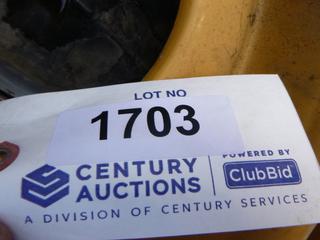 LOT NO
1703
CENTURY
AUCTIONS
POWERED BY
ClubBid
A DIVISION OF CENTURY SERVICES